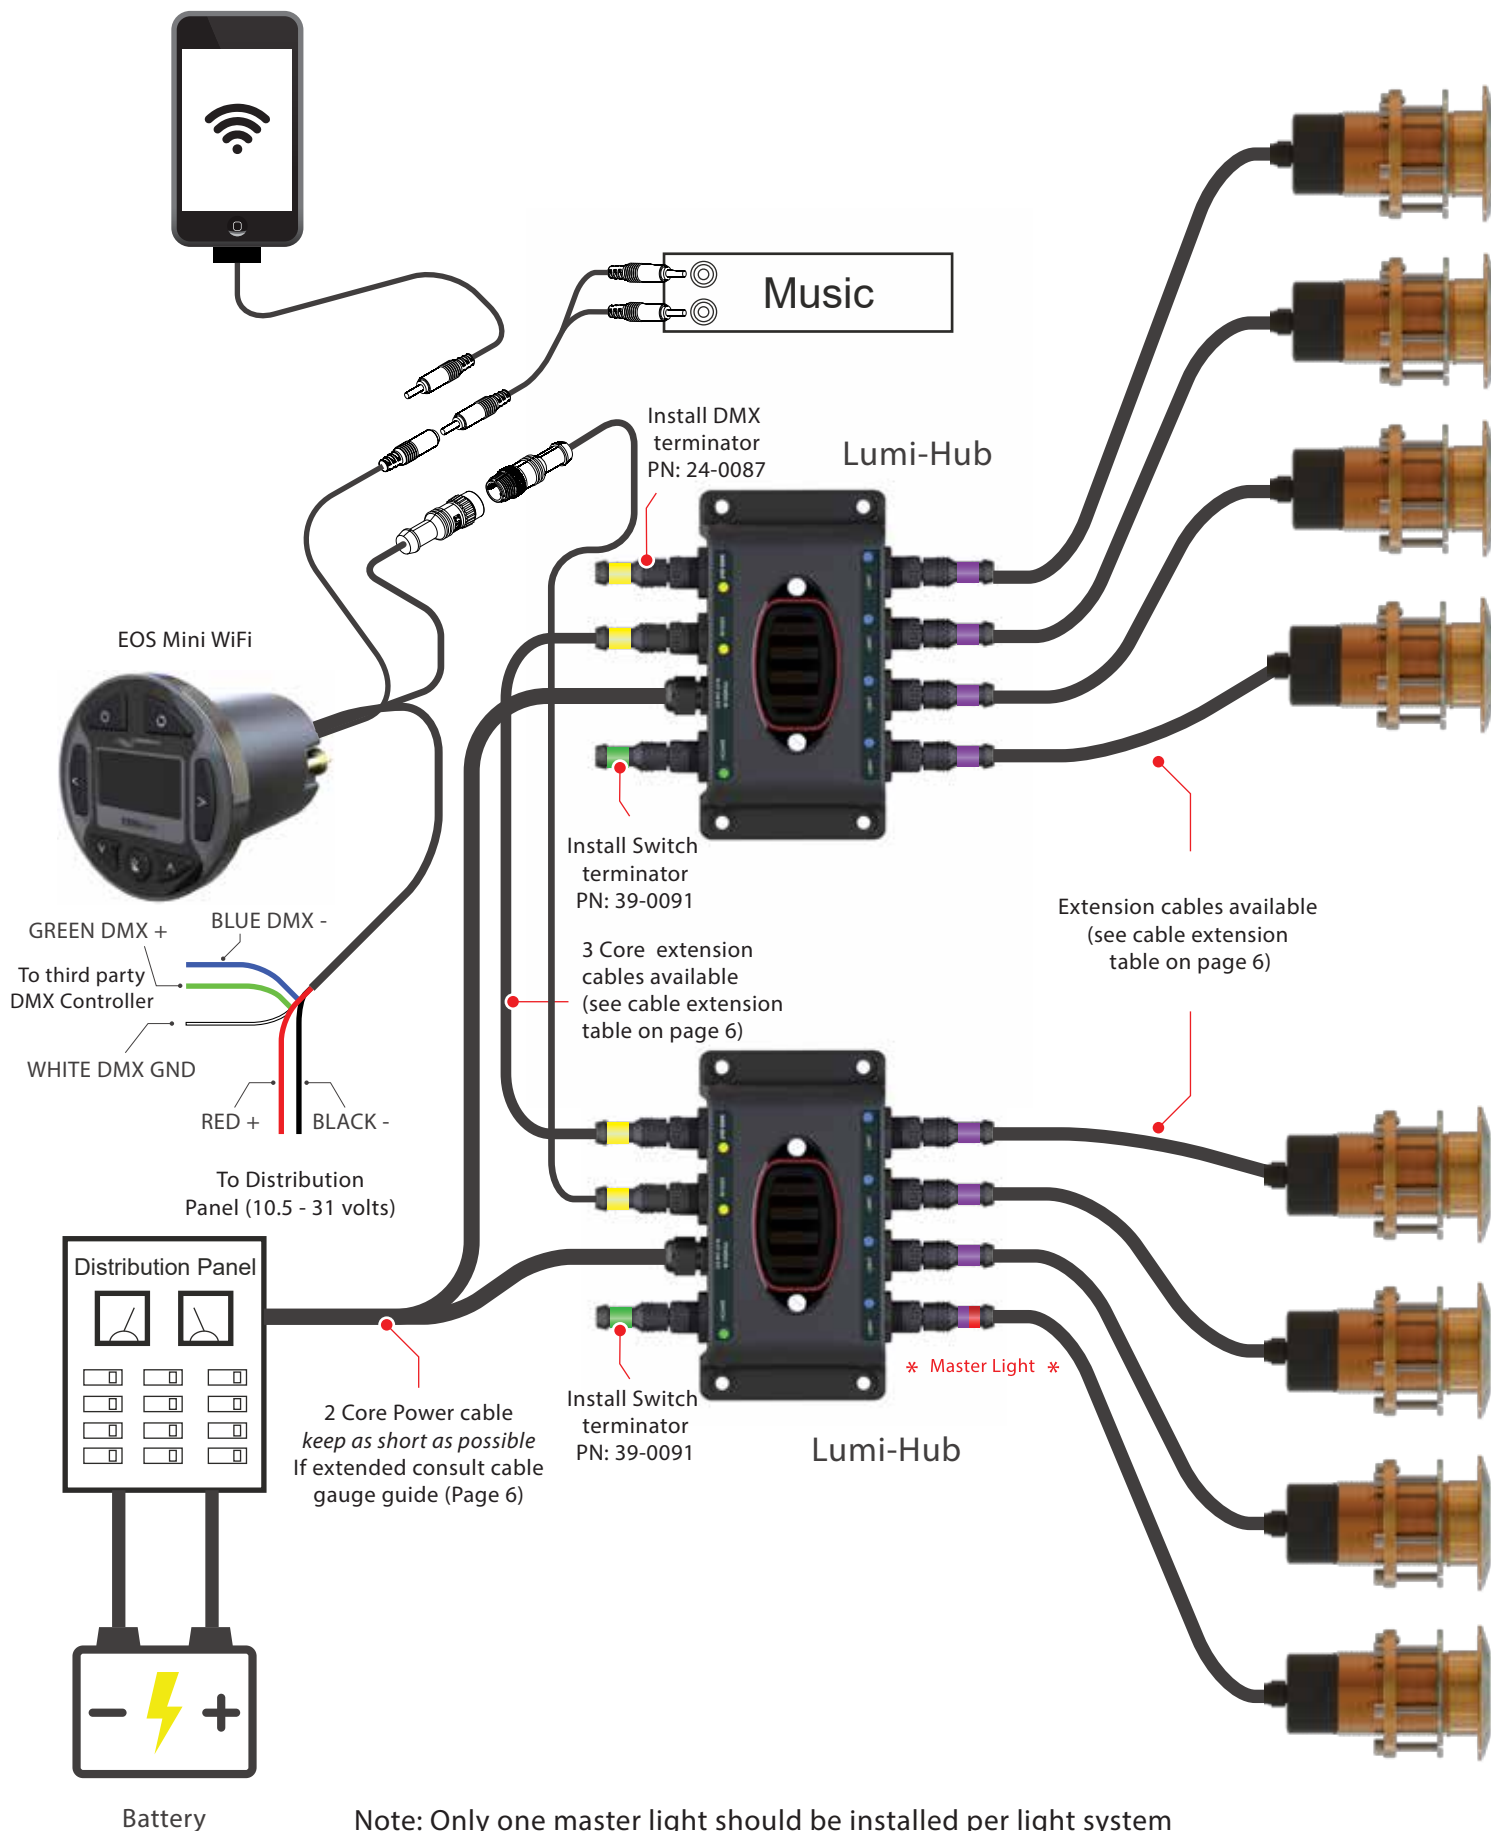 Music
Install DMX
terminator
PN: 24-0087
Lumi-Hub
EOS Mini WiFi
Install Switch
terminator
PN: 39-0091
GREEN DMX +
BLUE DMX -
To third party
DMX Controller
WHITE DMX GND
RED +
BLACK -
3 Core extension
cables available
(see cable extension
table on page 6)
Extension cables available
(see cable extension
table on page 6)
To Distribution
Panel (10.5 - 31 volts)
Distribution Panel
* Master Light *
2 Core Power cable
keep as short as possible
If extended consult cable
gauge guide (Page 6)
Install Switch
terminator
PN: 39-0091
Lumi-Hub
Battery
Note: Only one master light should be installed per light system